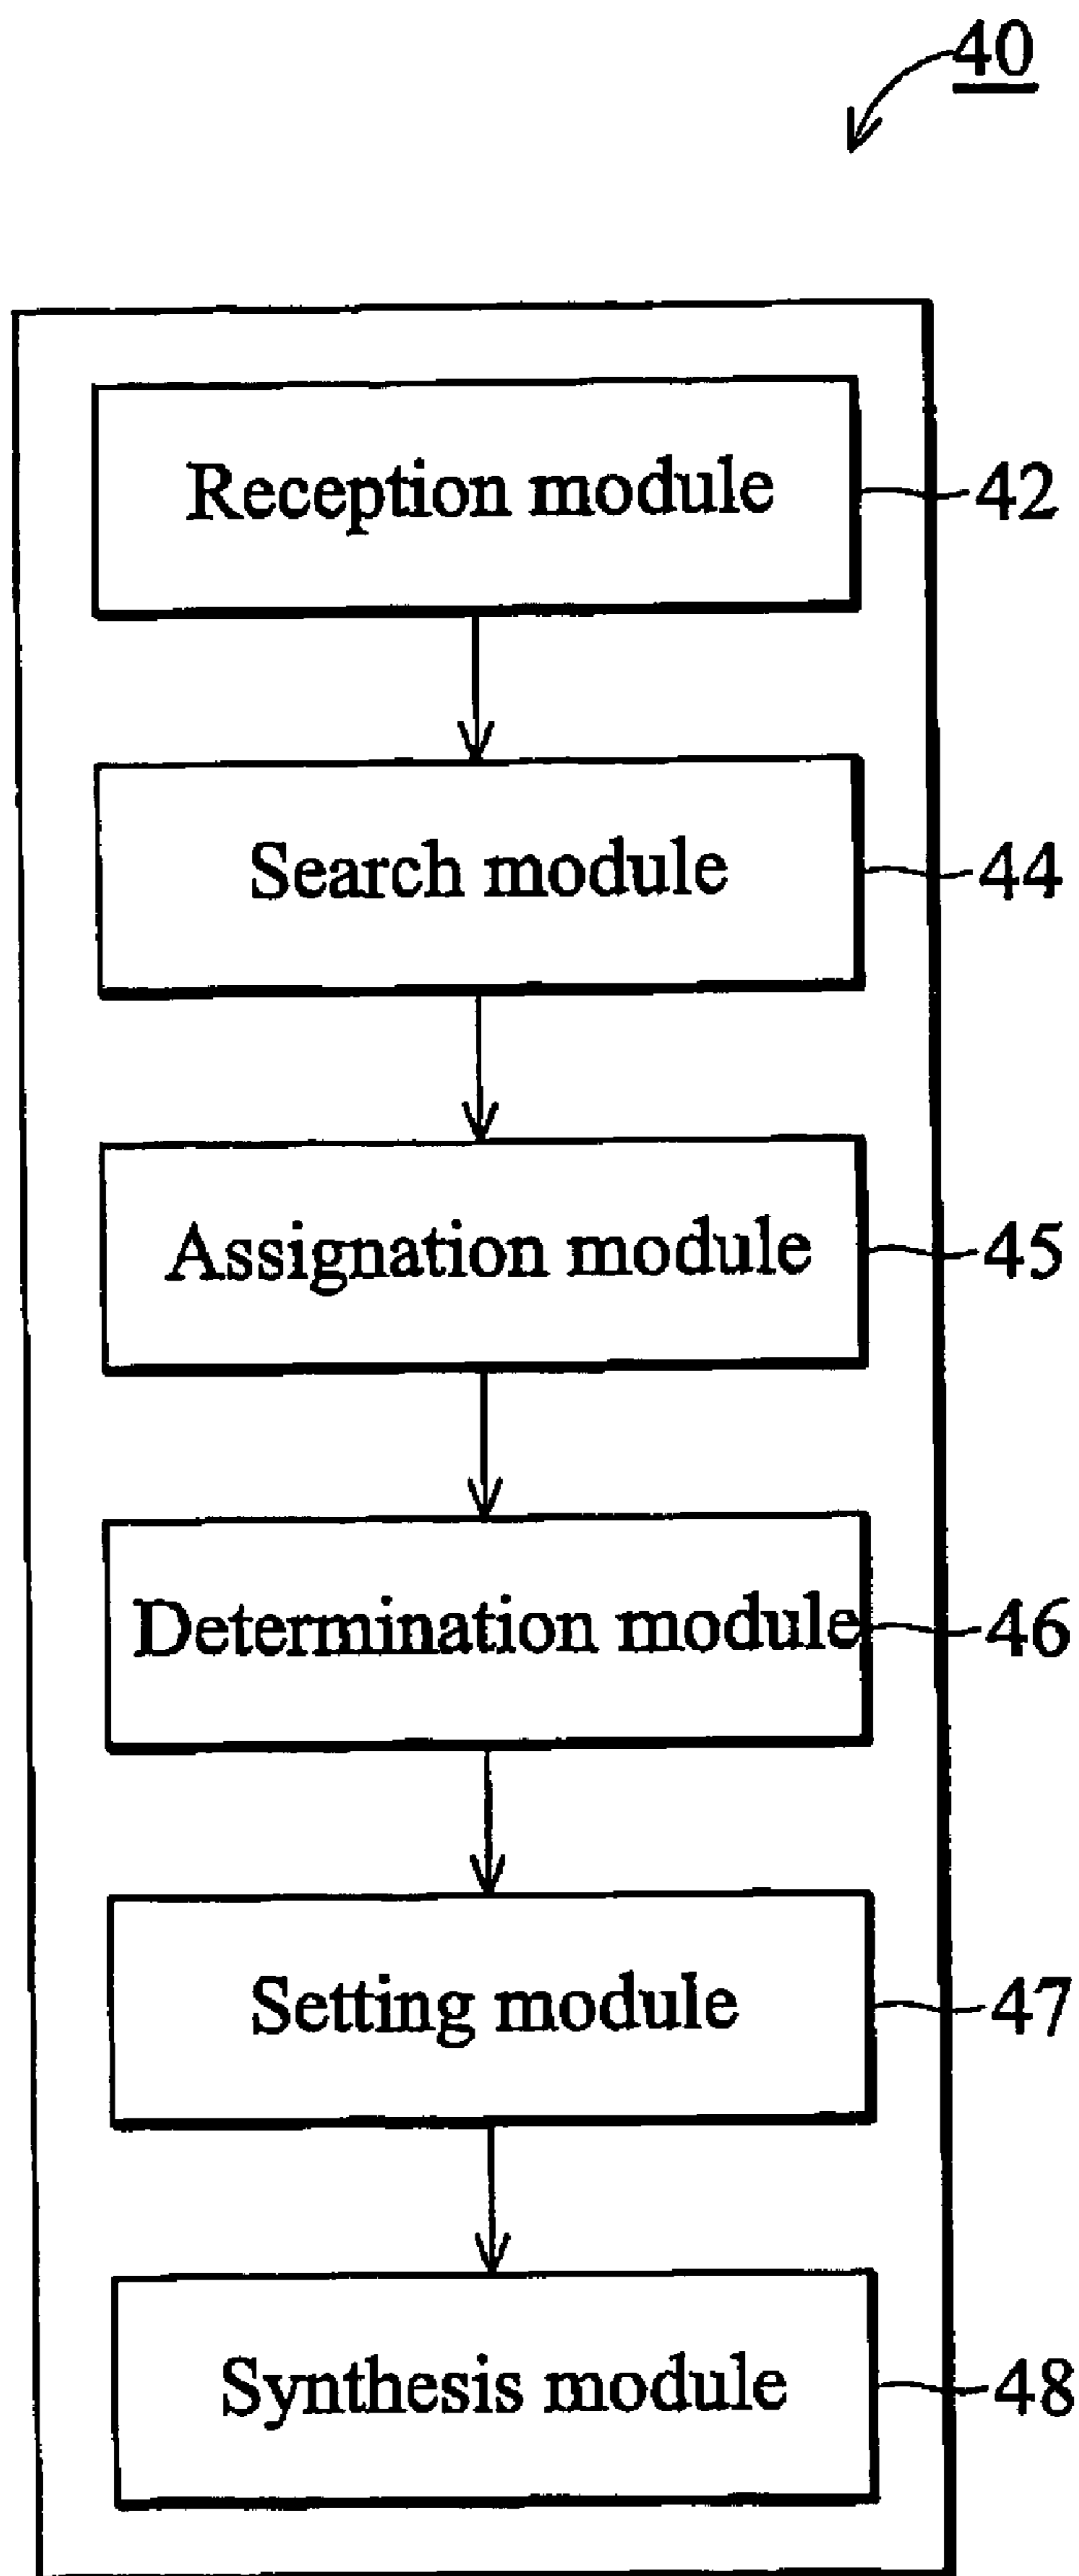 40
Reception module 42
Search module 44
Assignation module 45
Determination module 46
Setting module 47
Synthesis module 48